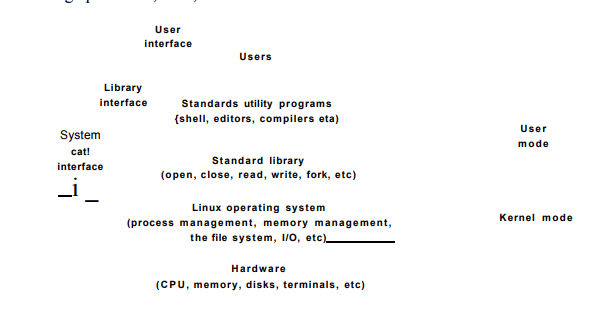 User
interface
Users
Library
interface
Standards utility programs
{shell, editors, compilers eta)
System
cat!
interface
_i_
User
mode
Standard library
(open, close, read, write, fork, etc)
Linux operating system
(process management, memory management,
the file system, I/O, etc)
Kernel mode
Hardware
(CPU, memory, disks, terminals, etc)